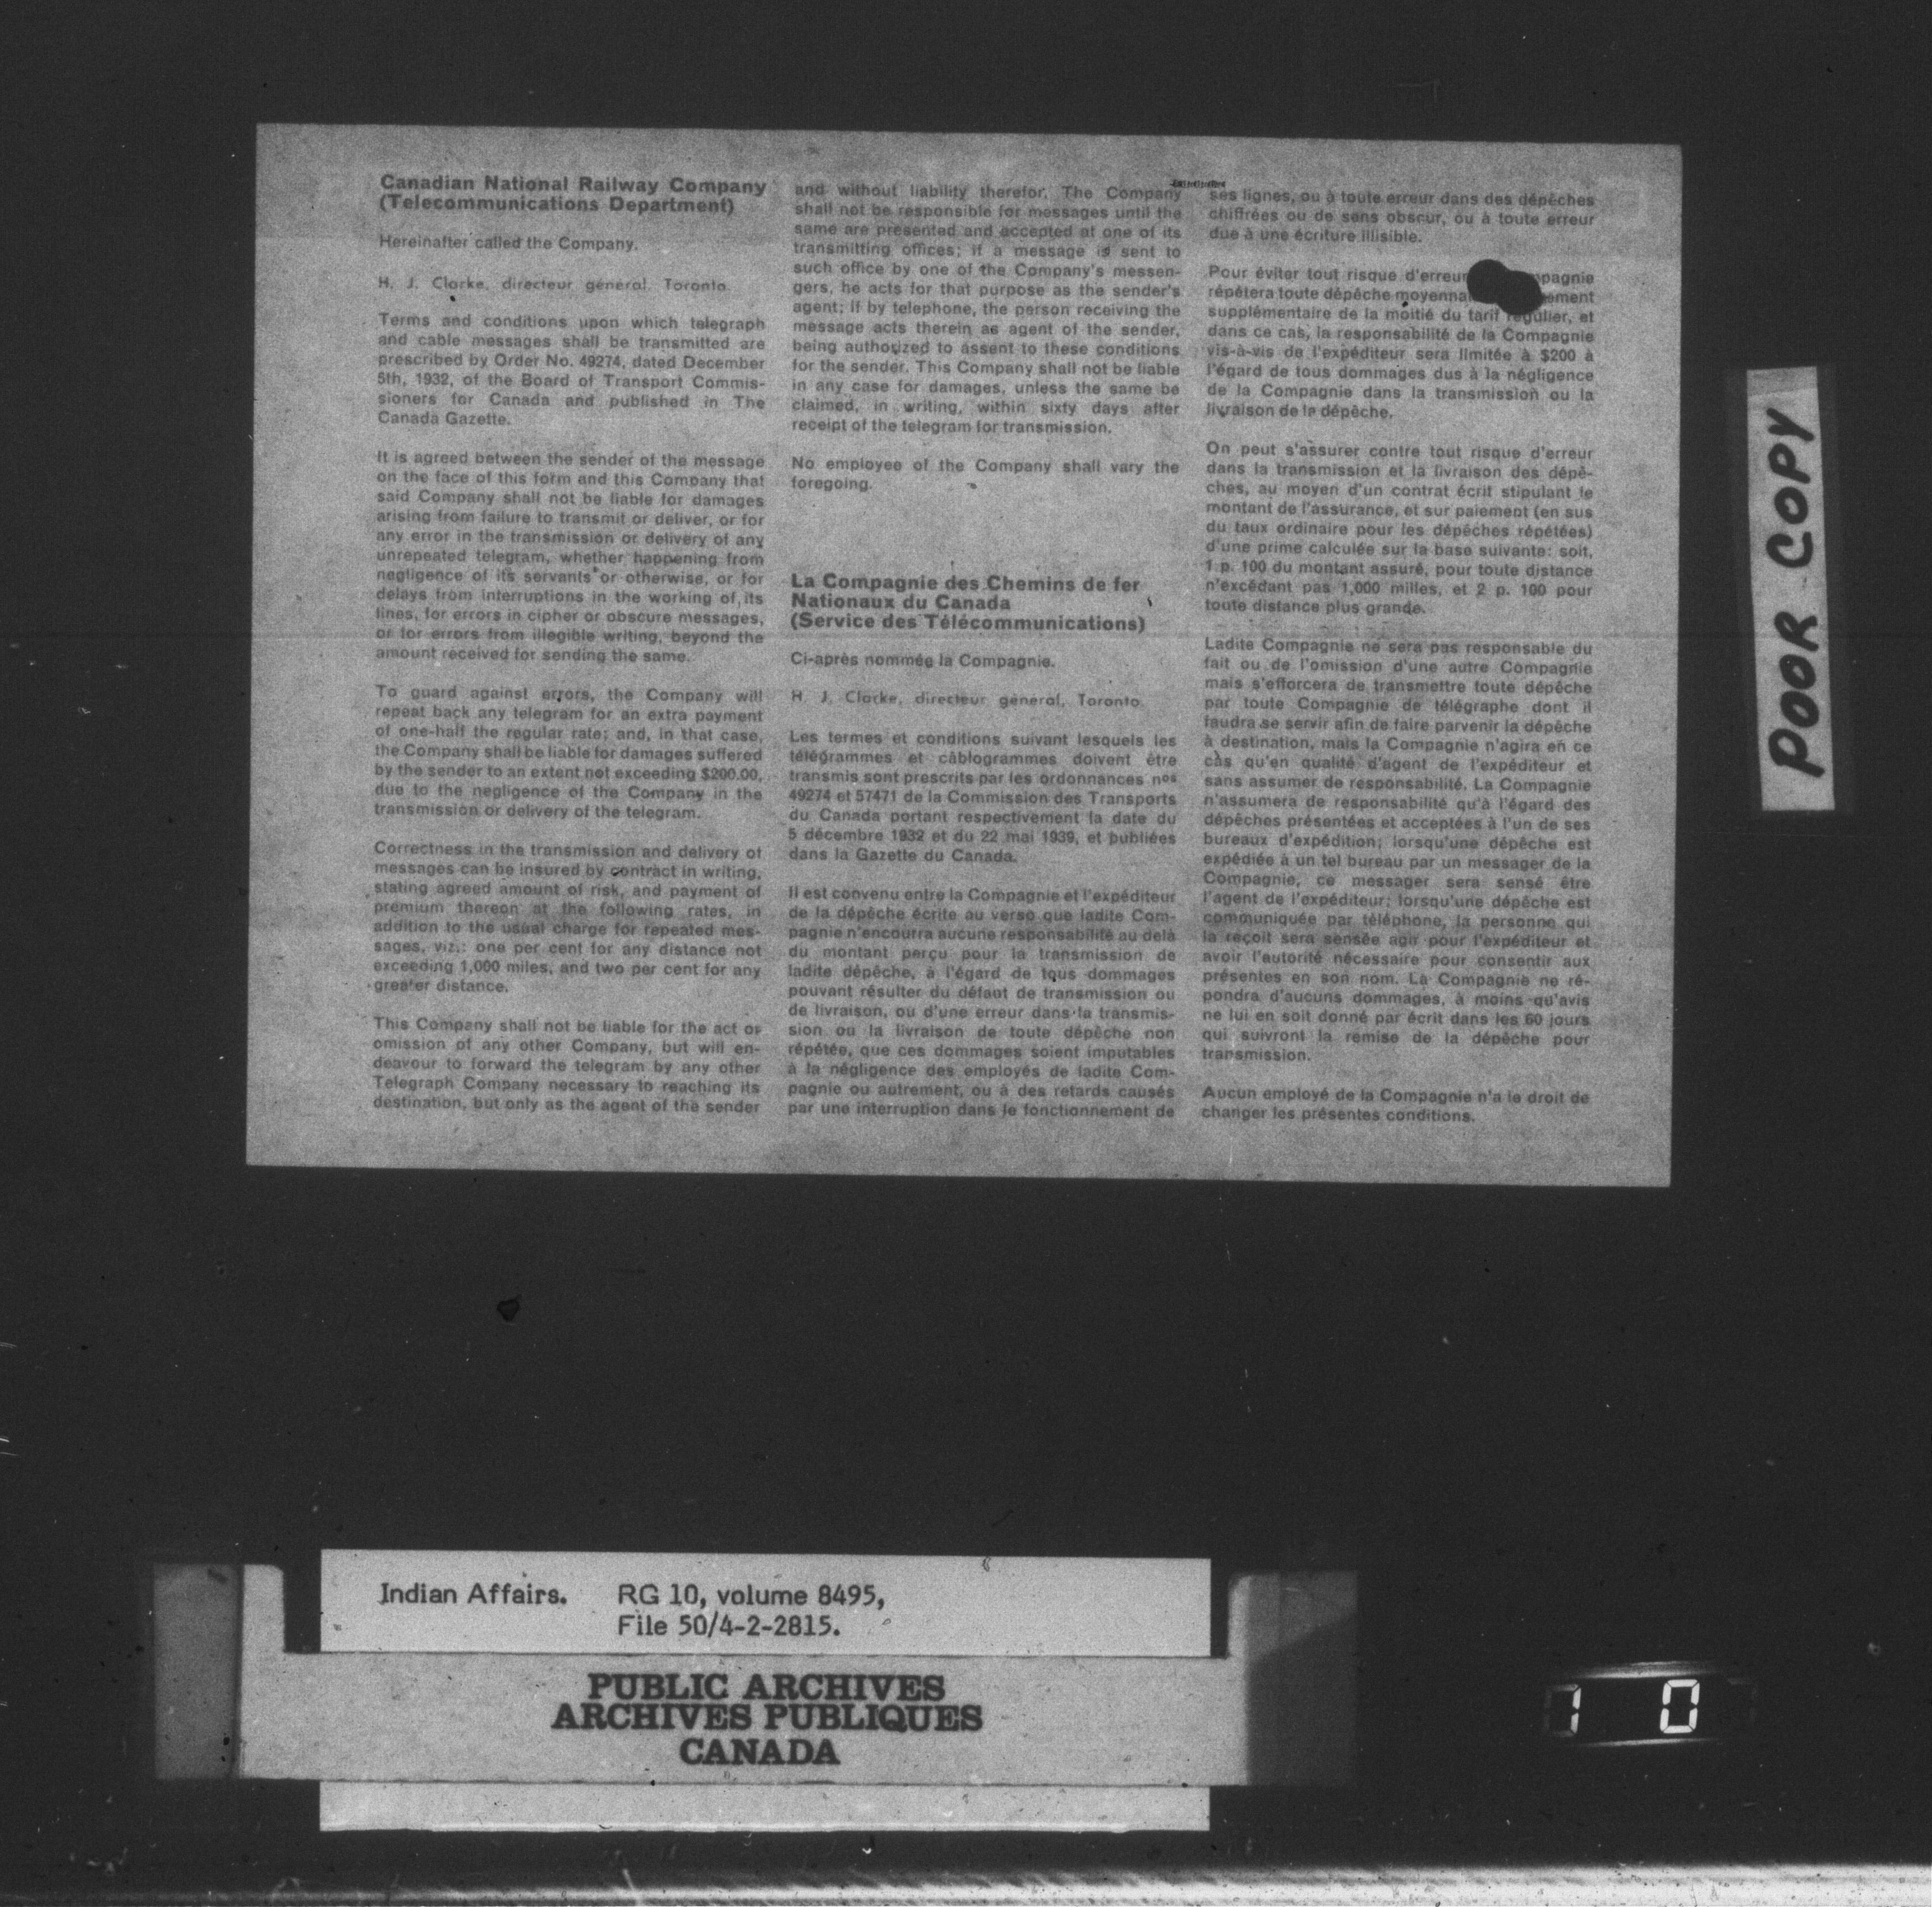 Canadian National Railway Company
(Telecommunications Department)
Hereinafter called the Company.
H. J. Clarke, directeur général, Toronto.
Terms and conditions upon which telegraph
and cable messages shall be transmitted are
prescribed by Order No. 49274, dated December
5th, 1932, of the Board of Transport Commis-
sioners for Canada and published in The
Canada Gazette.
It is agreed between the sender of the message
on the face of this form and this Company that
said Company shall not be liable for damages
arising from failure to transmit or deliver, or for
any error in the transmission or delivery of any
unrepeated telegram, whether happening from
negligence of its servants or otherwise, or for
delays from interruptions in the working of its
lines, for errors in cipher or obscure messages,
or for errors from illegible writing, beyond the
amount received for sending the same.
To guard against errors, the Company will
repeat back any telegram for an extra payment
of one-half the regular rate; and, in that case,
the Company shall be liable for damages suffered
by the sender to an extent not exceeding $200.00,
due to the negligence of the Company in the
transmission or delivery of the telegram.
Correctness in the transmission and delivery of
messages can be insured by contract in writing,
stating agreed amount of risk, and payment of
premium thereon at the following rates, in
addition to the usual charge for repeated mes-
sages, viz.: one per cent for any distance not
exceeding 1,000 miles, and two per cent for any
greater distance.
This Company shall not be liable for the act or
omission of any other Company, but will en-
deavour to forward the telegram by any other
Telegraph Company necessary to reaching its
destination, but only as the agent of the sender
and without liability therefor. The Company
shall not be responsible for messages until the
same are presented and accepted at one of its
transmitting offices; if a message is sent to
such office by one of the Company's messen-
gers, he acts for that purpose as the sender's
agent; if by telephone, the person receiving the
message acts therein as agent of the sender,
being authorized to assent to these conditions
for the sender. This Company shall not be liable
in any case for damages, unless the same be
claimed, in writing, within sixty days after
receipt of the telegram for transmission.
No employee of the Company shall vary the
foregoing.
La Compagnie des Chemins de fer
Nationaux du Canada
(Service des Télécommunications)
Ci-après nommée la Compagnie.
H. J. Clarke, directeur général, Toronto.
Les termes et conditions suivant lesquels les
télégrammes et câblogrammes doivent être
transmis sont prescrits par les ordonnances nos
49274 et 57471 de la Commission des Transports
du Canada portant respectivement la date du
5 décembre 1932 et du 22 mai 1939, et publiées
dans la Gazette du Canada.
Il est convenu entre la Compagnie et l'expéditeur
de la dépêche écrite au verso que ladite Com-
pagnie n'encourra aucune responsabilité au delà
du montant perçu pour la transmission de
ladite dépêche, à l'égard de tous dommages
pouvant résulter du défaut de transmission ou
de livraison, ou d'une erreur dans la transmis-
sion ou la livraison de toute dépêche non
répétée, que ces dommages soient imputables
à la négligence des employés de ladite Com-
pagnie ou autrement, ou à des retards causés
par une interruption dans le fonctionnement de
ses lignes, ou à toute erreur dans des dépêches
chiffrées ou de sens obscur, ou à toute erreur
due à une écriture illisible.
Pour éviter tout risque d'erreur pagnie
répétera toute dépêche moyenna ement
supplémentaire de la moitié du tarif régulier, et
dans ce cas, la responsabilité de la Compagnie
vis-à-vis de l'expéditeur sera limitée à $200 à
l'égard de tous dommages dus à la négligence
de la Compagnie dans la transmission ou la
livraison de la dépêche.
On peut s'assurer contre tout risque d'erreur
dans la transmission et la livraison des dépê-
ches, au moyen d'un contrat écrit stipulant le
montant de l'assurance, et sur paiement (en sus
du taux ordinaire pour les dépêches répétées)
d'une prime calculée sur la base suivante: soit,
1 p. 100 du montant assuré, pour toute distance
n'excédant pas 1,000 milles, et 2 p. 100 pour
toute distance plus grande.
Ladite Compagnie ne sera pas responsable du
fait ou de l'omission d'une autre Compagnie
mais s'efforcera de transmettre toute dépêche
par toute Compagnie de télégraphe dont il
faudra se servir afin de faire parvenir la dépêche
à destination, mais la Compagnie n'agira en ce
cas qu'en qualité d'agent de l'expéditeur et
sans assumer de responsabilité. La Compagnie
n'assumera de responsabilité qu'à l'égard des
dépêches présentées et acceptées à l'un de ses
bureaux d'expédition; lorsqu'une dépêche est
expédiée à un tel bureau par un messager de la
Compagnie, ce messager sera sensé être
l'agent de l'expéditeur; lorsqu'une dépêche est
communiquée par téléphone, la personne qui
la reçoit sera sensée agir pour l'expéditeur et
avoir l'autorité nécessaire pour consentir aux
présentes en son nom. La Compagnie ne ré-
pondra d'aucuns dommages, à moins qu'avis
ne lui en soit donné par écrit dans les 60 jours
qui suivront la remise de la dépêche pour
transmission.
Aucun employé de la Compagnie n'a le droit de
changer les présentes conditions.
POOR COPY
Indian Affairs. RG 10, volume 8495,
File 50/4-2-2815.
PUBLIC ARCHIVES
ARCHIVES PUBLIQUES
CANADA
1 0